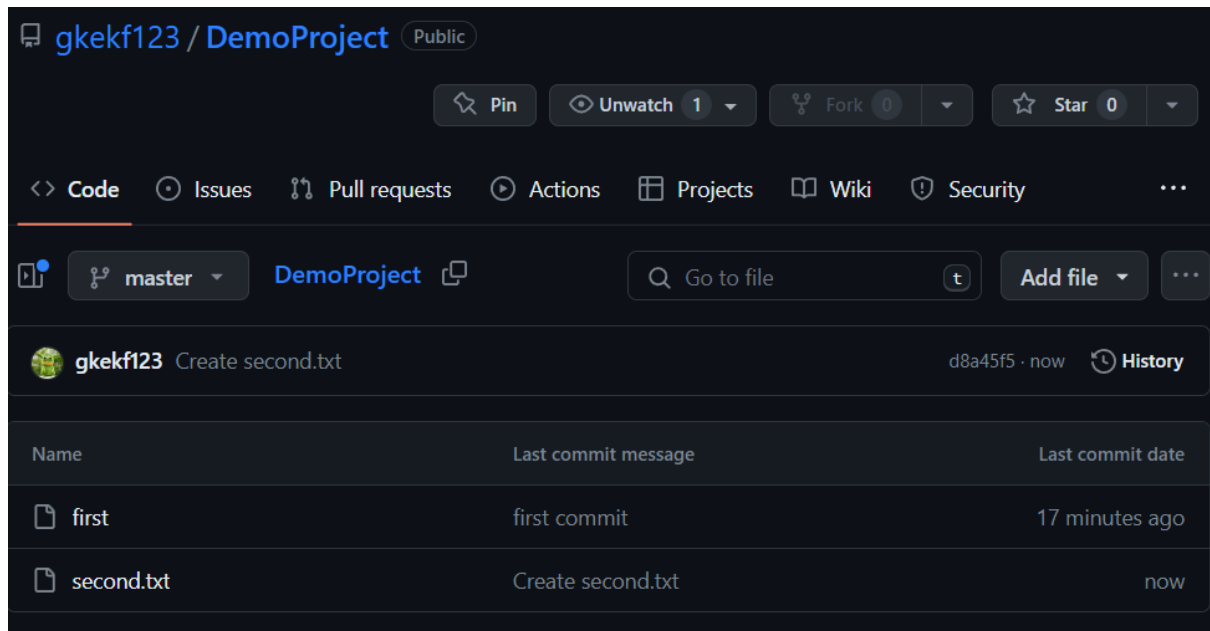 gkekf123 / DemoProject Public
Pin Unwatch 1 Fork 0 Star 0
Code Issues Pull requests Actions Projects Wiki Security ...
master DemoProject Go to file t Add file ...
gkekf123 Create second.txt d8a45f5 · now History
Name Last commit message Last commit date
first first commit 17 minutes ago
second.txt Create second.txt now